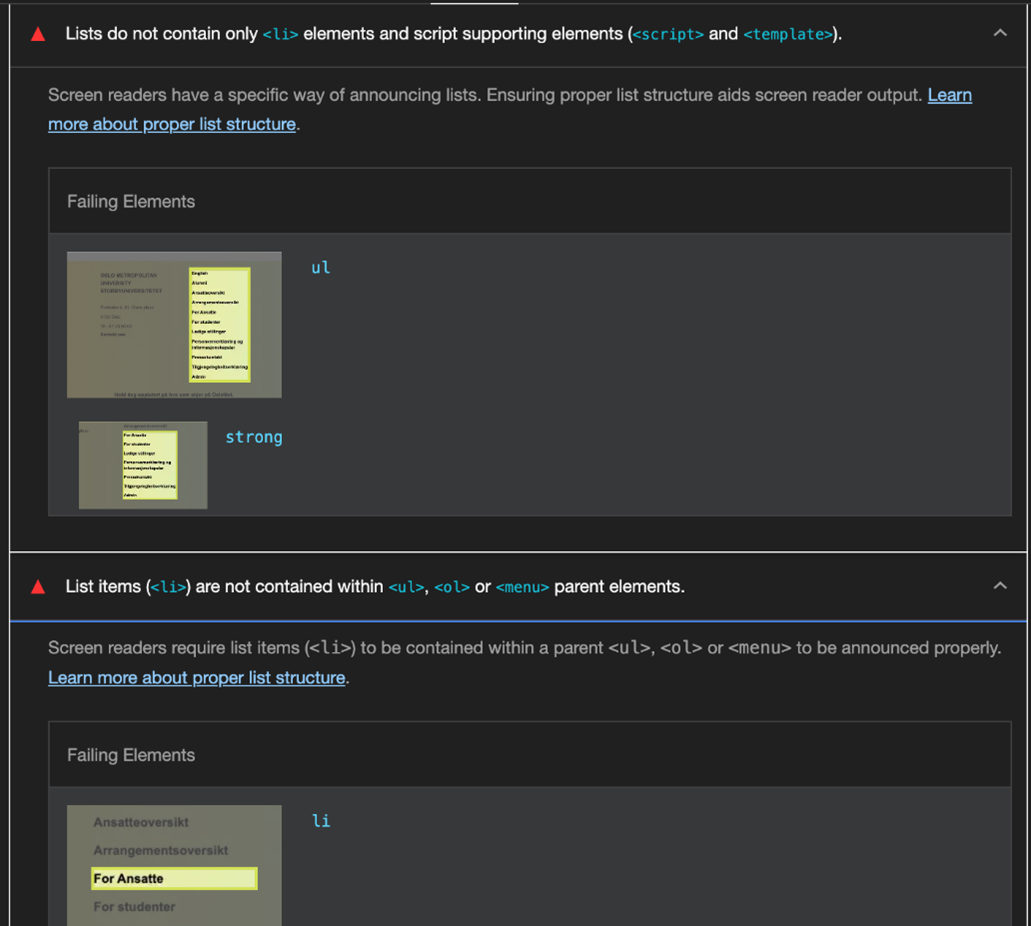 Lists do not contain only <li> elements and script supporting elements (<script> and <template>).
Screen readers have a specific way of announcing lists. Ensuring proper list structure aids screen reader output. Learn
more about proper list structure.
Failing Elements
OSLO METROPOLITAN
UNIVERSITY
STORBYUNIVERSITETET
English
Alumni
Ansatteoversikt
Arrangementsoversikt
For Ansatte
For studenter
Ledige stillinger
Personvernerklæring og
informasjonskapsler
Pressekontakt
Tilgjengelighetserklæring
Admin
ul
For Ansatte
For studenter
Ledige stillinger
Personvernerklæring og
informasjonskapsler
Pressekontakt
Tilgjengelighetserklæring
Admin
strong
List items (<li>) are not contained within <ul>, <ol> or <menu> parent elements.
Screen readers require list items (<li>) to be contained within a parent <ul>, <ol> or <menu> to be announced properly.
Learn more about proper list structure.
Failing Elements
Ansatteoversikt
Arrangementsoversikt
For Ansatte
For studenter
li